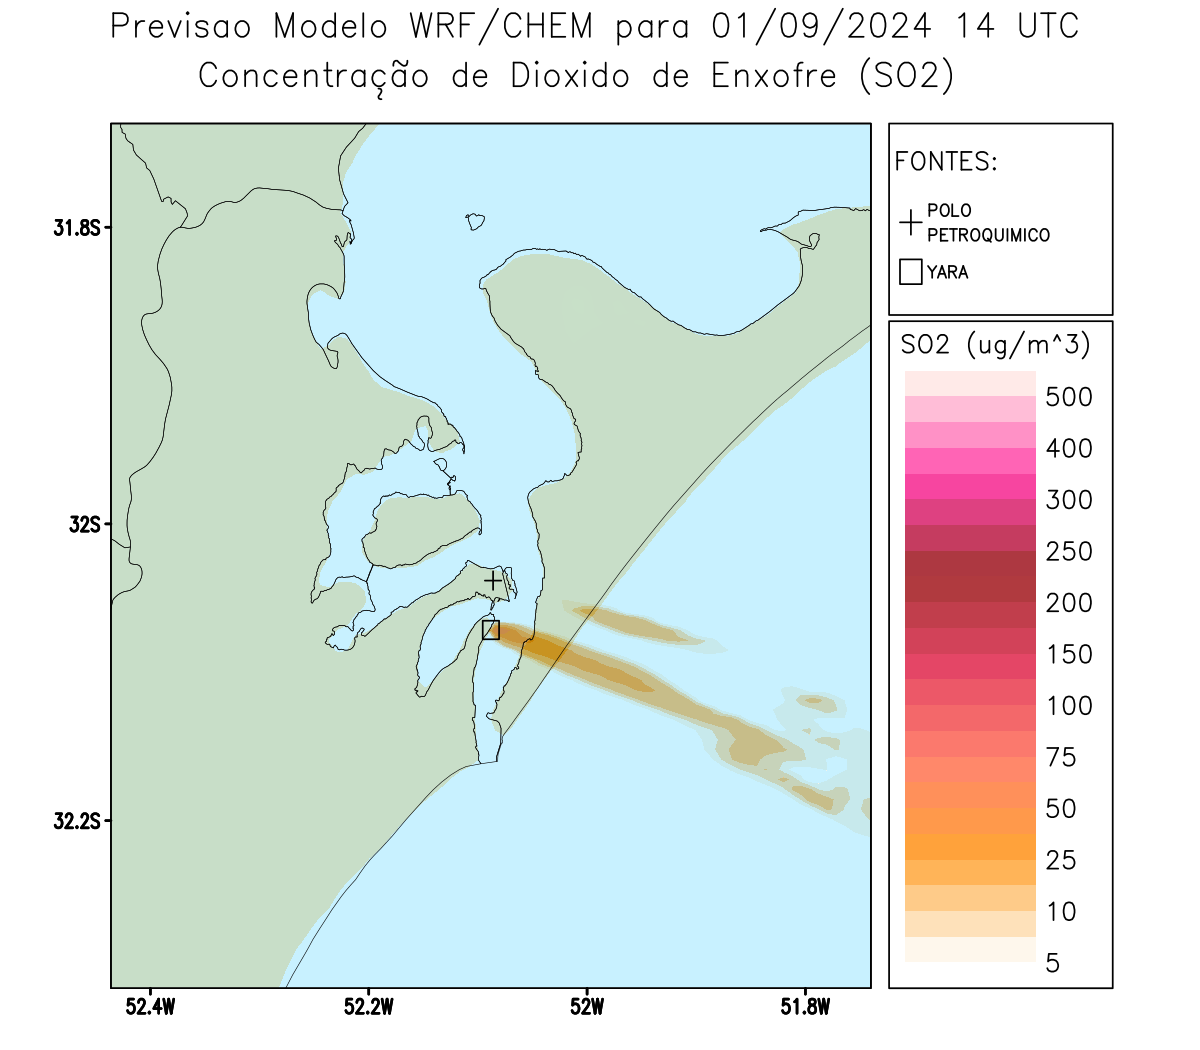 Previsao Modelo WRF/CHEM para 01/09/2024 14 UTC
Concentração de Dioxido de Enxofre (SO2)
FONTES:
POLO
PETROQUIMICO
YARA
SO2 (ug/m^3)
500
400
300
250
200
150
100
75
50
25
10
5
31.8S
32S
32.2S
52.4W
52.2W
52W
51.8W